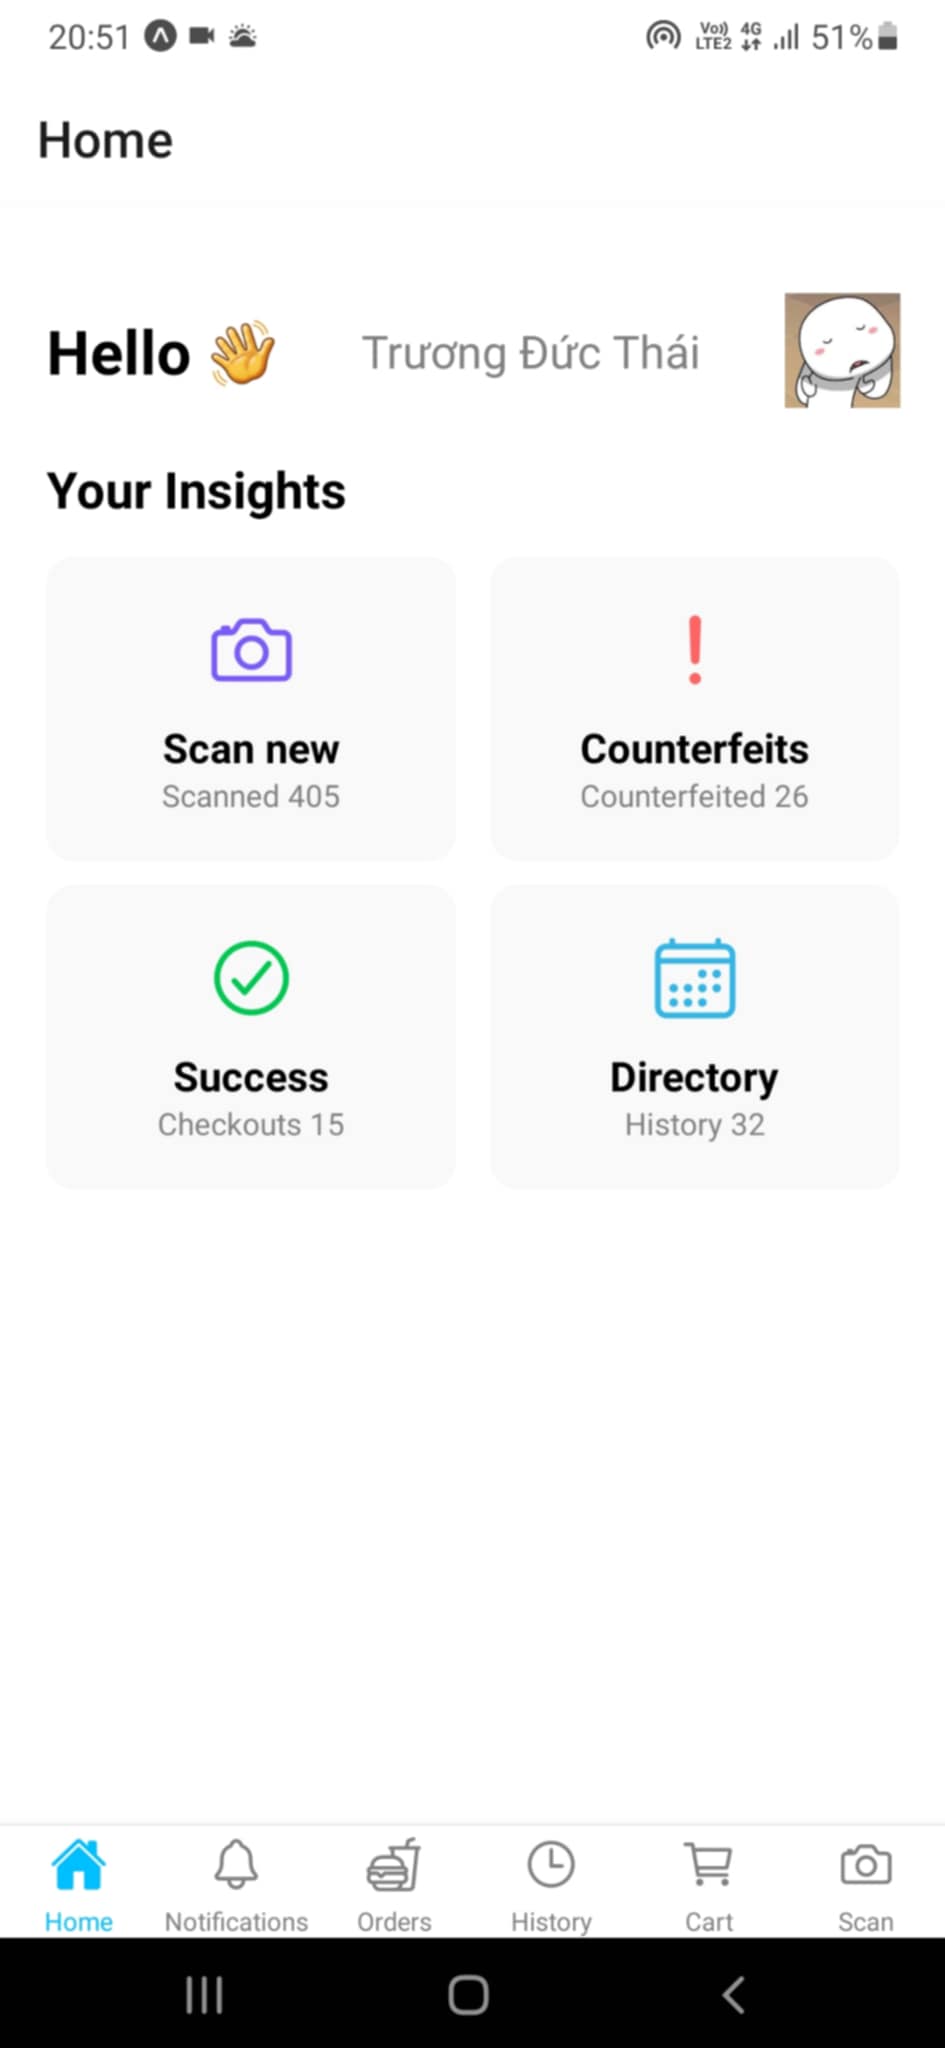 20:51
Vo)) 4G
LTE2
51%
Home
Hello 👋 Trương Đức Thái
Your Insights
Scan new
Scanned 405
Counterfeits
Counterfeited 26
Success
Checkouts 15
Directory
History 32
Home Notifications Orders History Cart Scan